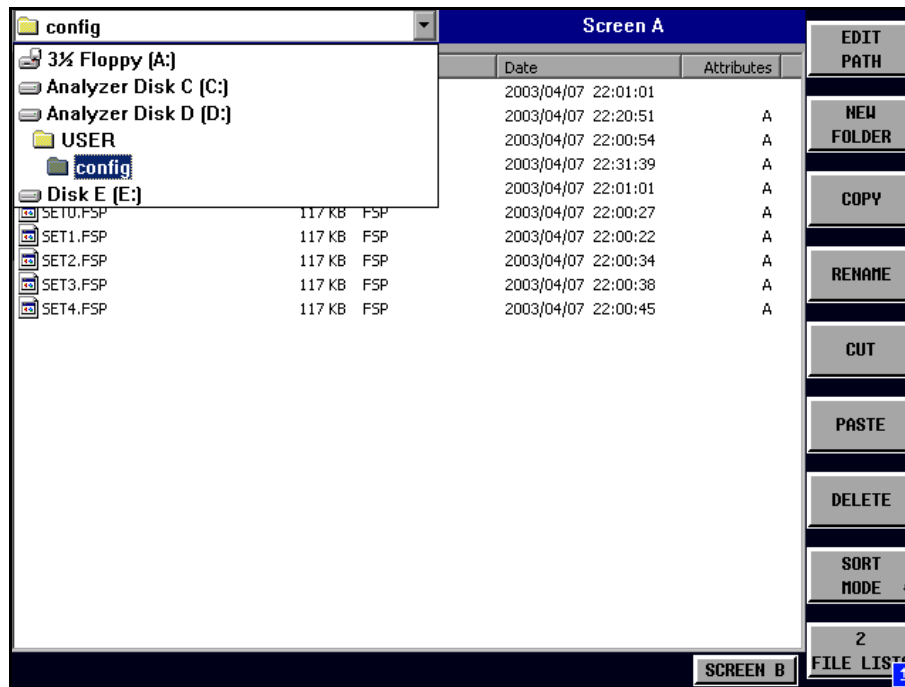 config
Screen A
3½ Floppy (A:)
Analyzer Disk C (C:)
Analyzer Disk D (D:)
USER
config
Disk E (E:)
Date Attributes
2003/04/07 22:01:01
2003/04/07 22:20:51 A
2003/04/07 22:00:54 A
2003/04/07 22:31:39 A
2003/04/07 22:01:01 A
SET0.FSP 117 KB FSP 2003/04/07 22:00:27 A
SET1.FSP 117 KB FSP 2003/04/07 22:00:22 A
SET2.FSP 117 KB FSP 2003/04/07 22:00:34 A
SET3.FSP 117 KB FSP 2003/04/07 22:00:38 A
SET4.FSP 117 KB FSP 2003/04/07 22:00:45 A
EDIT
PATH
NEW
FOLDER
COPY
RENAME
CUT
PASTE
DELETE
SORT
MODE
2
FILE LISTS
SCREEN B
1